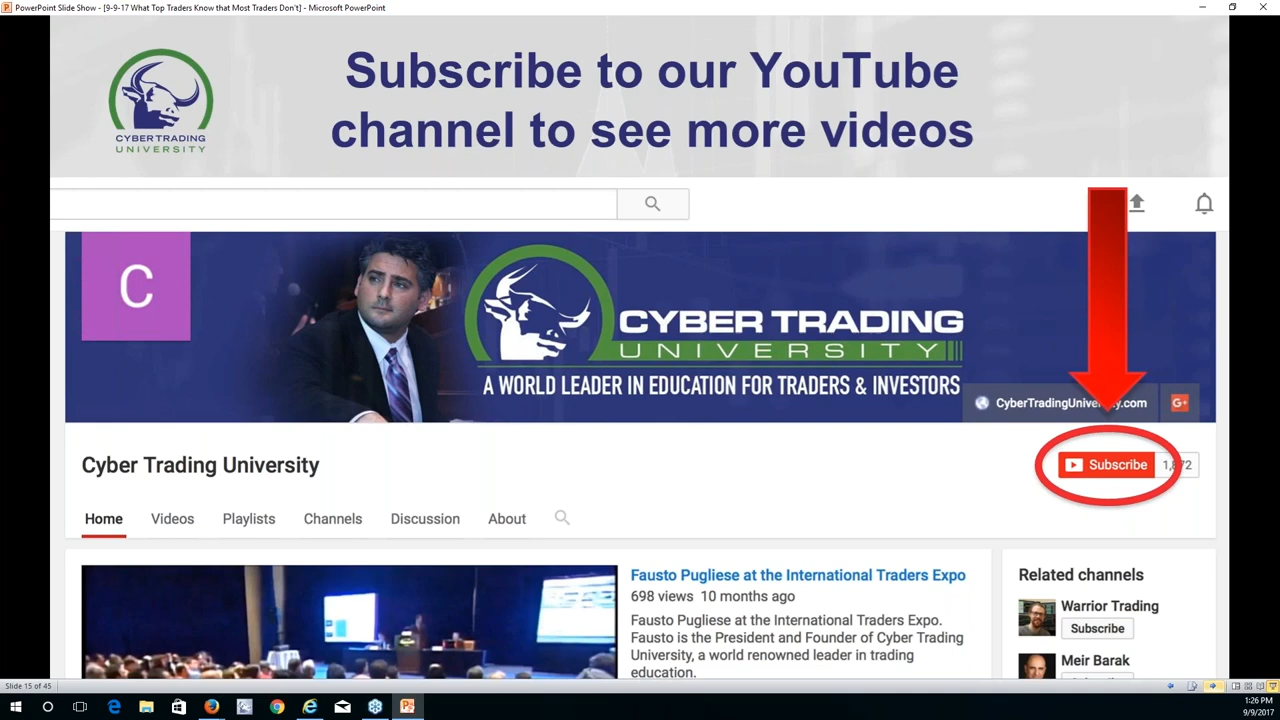 PowerPoint Slide Show - [9-9-17 What Top Traders Know that Most Traders Don't] - Microsoft PowerPoint
Subscribe to our YouTube
channel to see more videos
CYBER TRADING
UNIVERSITY
C
CYBER TRADING
UNIVERSITY
A WORLD LEADER IN EDUCATION FOR TRADERS & INVESTORS
G+
Cyber Trading University
Subscribe
Home Videos Playlists Channels Discussion About
Fausto Pugliese at the International Traders Expo
698 views 10 months ago
Fausto Pugliese at the International Traders Expo.
Fausto is the President and Founder of Cyber Trading
University, a world renowned leader in trading
education.
Related channels
Warrior Trading
Subscribe
Meir Barak
Slide 15 of 45
1:26 PM
9/9/2017